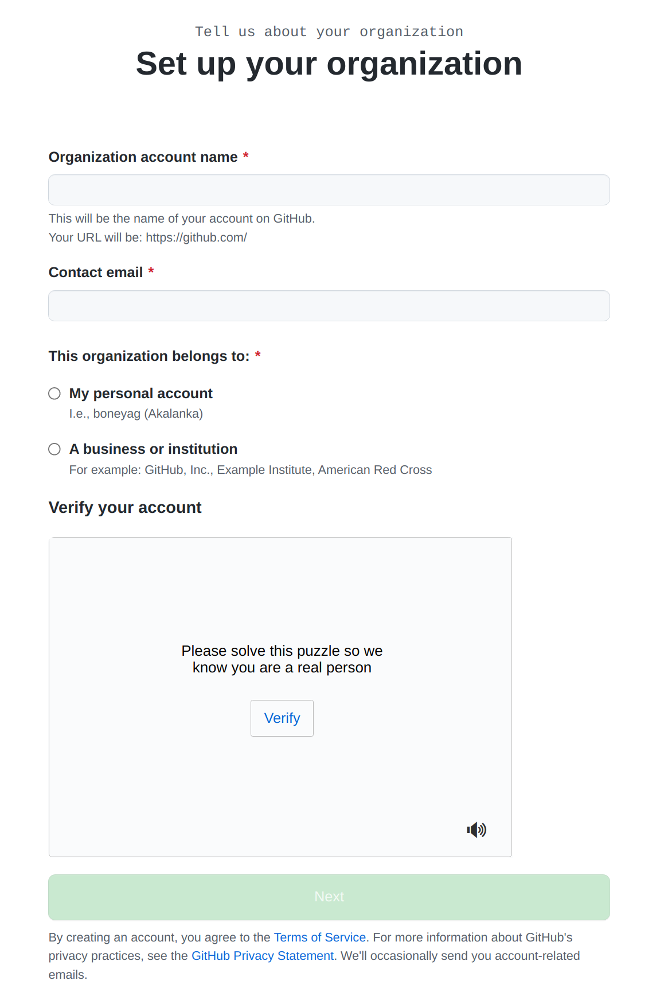 Tell us about your organization
Set up your organization
Organization account name *
This will be the name of your account on GitHub.
Your URL will be: https://github.com/
Contact email *
This organization belongs to: *
My personal account
I.e., boneyag (Akalanka)
A business or institution
For example: GitHub, Inc., Example Institute, American Red Cross
Verify your account
Please solve this puzzle so we
know you are a real person
Verify
Next
By creating an account, you agree to the Terms of Service. For more information about GitHub's
privacy practices, see the GitHub Privacy Statement. We'll occasionally send you account-related
emails.